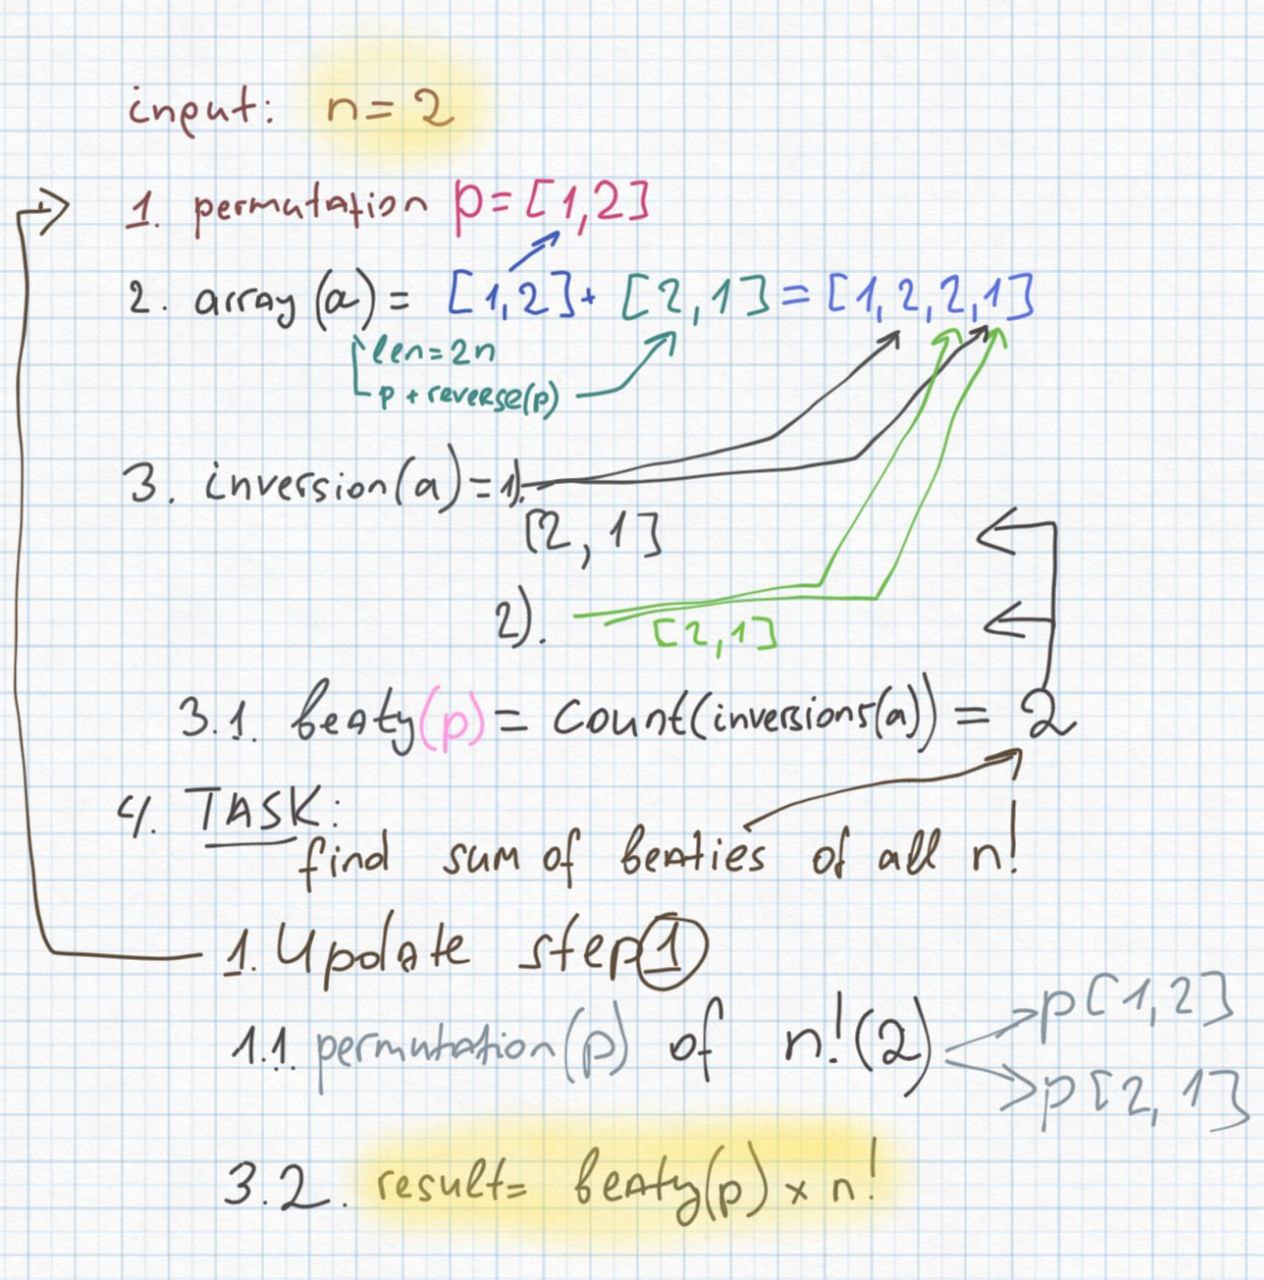 input: n = 2
1. permutation p = [1,2]
2. array (a) = [1,2] + [2,1] = [1,2,2,1]
len = 2n
p + reverse(p)
3. inversion(a) = 1).
[2, 1]
2).
[2,1]
3.1. beaty(p) = count(inversions(a)) = 2
4. TASK:
find sum of beaties of all n!
1. Update step 1
1.1. permutation(p) of n! (2)
p[1,2]
p[2, 1]
3.2. result = beaty(p) × n!